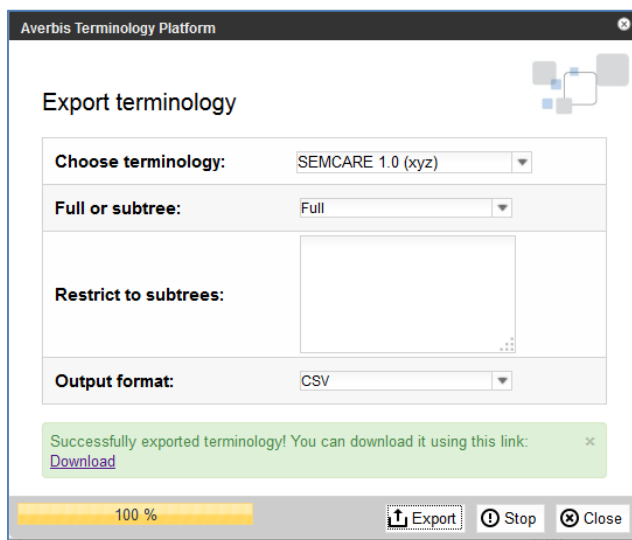 Averbis Terminology Platform
Export terminology
Choose terminology: SEMCARE 1.0 (xyz)
Full or subtree: Full
Restrict to subtrees:
Output format: CSV
Successfully exported terminology! You can download it using this link:
Download
100 % Export Stop Close